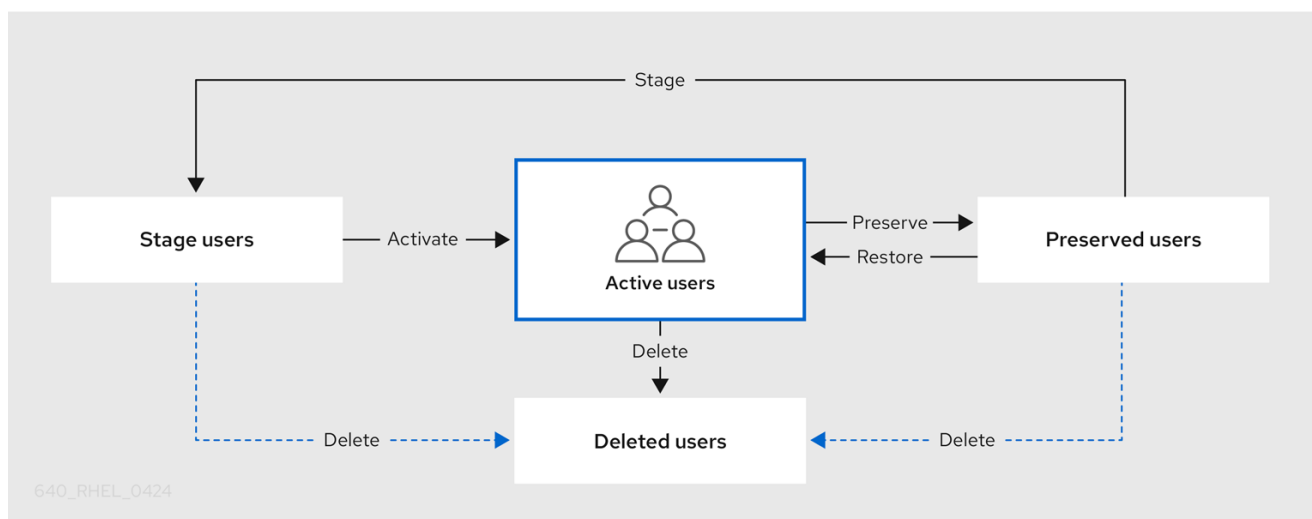 Stage
Stage users
Activate
Active users
Preserve
Restore
Preserved users
Delete
Delete
Deleted users
Delete
640_RHEL_0424